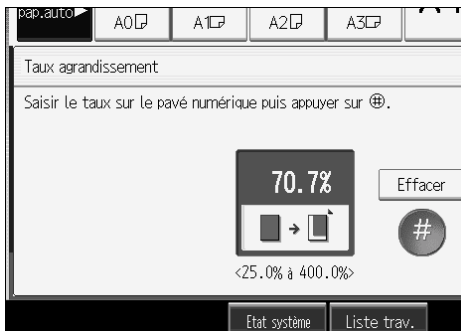 pap.auto▶ A0 A1 A2 A3
Taux agrandissement
Saisir le taux sur le pavé numérique puis appuyer sur #.
70.7%
Effacer
#
<25.0% à 400.0%>
Etat système Liste trav.